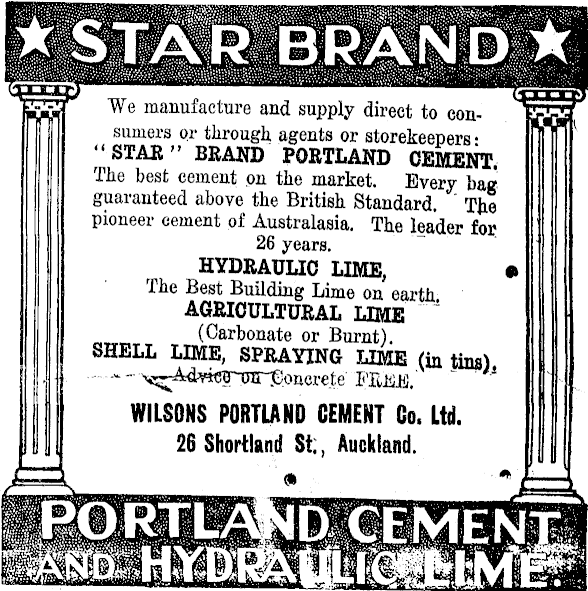 STAR BRAND
We manufacture and supply direct to con-
sumers or through agents or storekeepers:
"STAR" BRAND PORTLAND CEMENT.
The best cement on the market. Every bag
guaranteed above the British Standard. The
pioneer cement of Australasia. The leader for
26 years.
HYDRAULIC LIME,
The Best Building Lime on earth.
AGRICULTURAL LIME
(Carbonate or Burnt).
SHELL LIME, SPRAYING LIME (in tins).
Advice on Concrete FREE.
WILSONS PORTLAND CEMENT Co. Ltd.
26 Shortland St., Auckland.
PORTLAND CEMENT
AND HYDRAULIC LIME.